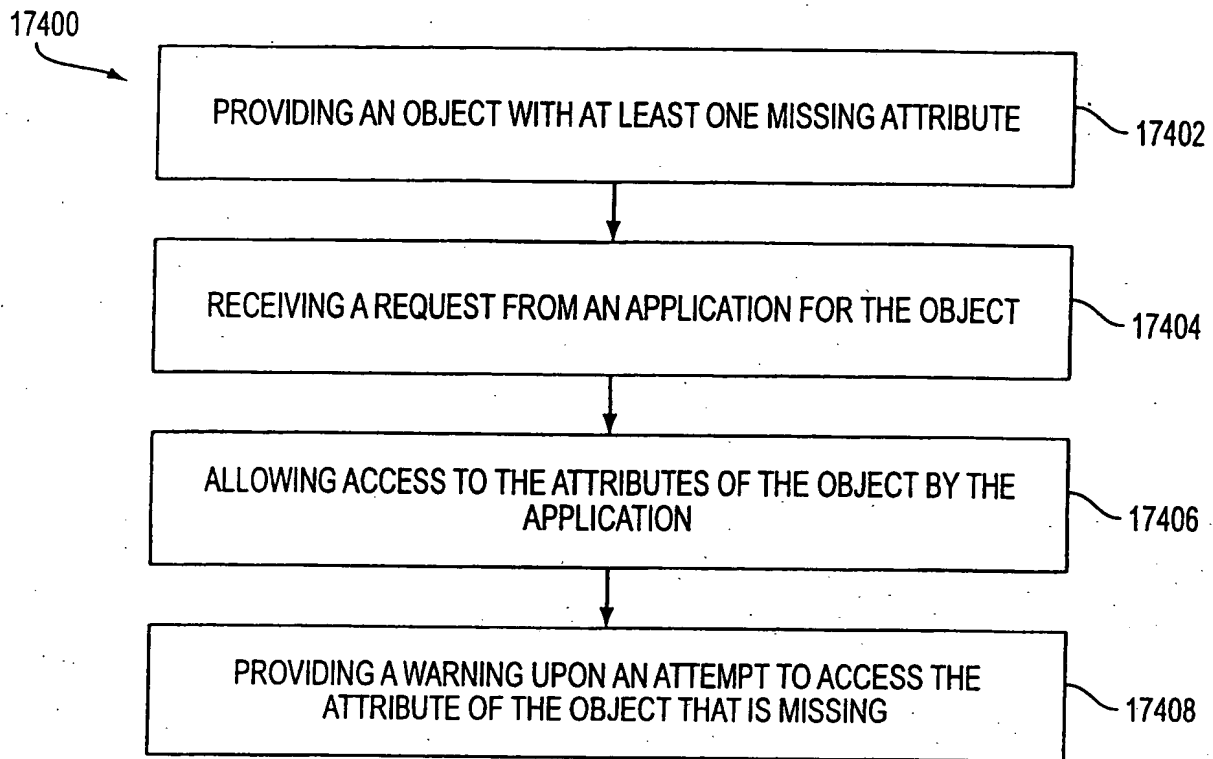 17400
PROVIDING AN OBJECT WITH AT LEAST ONE MISSING ATTRIBUTE
17402
RECEIVING A REQUEST FROM AN APPLICATION FOR THE OBJECT
17404
ALLOWING ACCESS TO THE ATTRIBUTES OF THE OBJECT BY THE
APPLICATION
17406
PROVIDING A WARNING UPON AN ATTEMPT TO ACCESS THE
ATTRIBUTE OF THE OBJECT THAT IS MISSING
17408